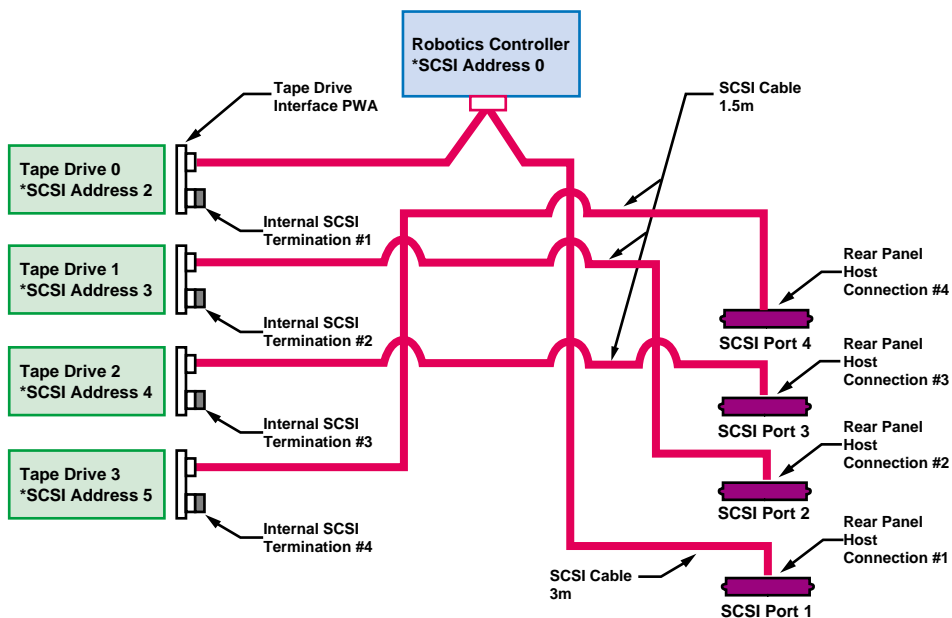 Robotics Controller
*SCSI Address 0
Tape Drive
Interface PWA
SCSI Cable
1.5m
Tape Drive 0
*SCSI Address 2
Internal SCSI
Termination #1
Tape Drive 1
*SCSI Address 3
Internal SCSI
Termination #2
Rear Panel
Host
Connection #4
SCSI Port 4
Tape Drive 2
*SCSI Address 4
Internal SCSI
Termination #3
Rear Panel
Host
Connection #3
SCSI Port 3
Tape Drive 3
*SCSI Address 5
Internal SCSI
Termination #4
Rear Panel
Host
Connection #2
SCSI Port 2
Rear Panel
Host
Connection #1
SCSI Cable
3m
SCSI Port 1